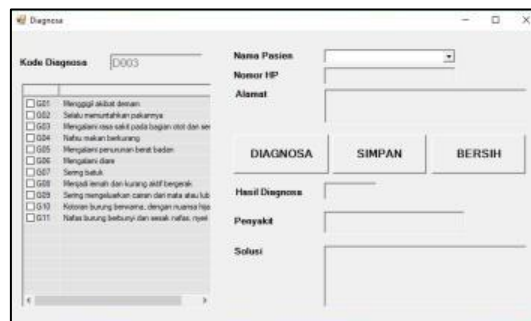 Diagnosa
Kode Diagnosa
D003
G01 Menggigil akibat demam
G02 Selalu memuntahkan pakannya
G03 Mengalami rasa sakit pada bagian otot dan sen
G04 Nafsu makan berkurang
G05 Mengalami penurunan berat badan
G06 Mengalami diare
G07 Sering batuk
G08 Menjadi lemah dan kurang aktif bergerak
G09 Sering mengeluarkan cairan dari mata atau lub
G10 Kotoran burung berwarna, dengan nuansa hija
G11 Nafas burung berbunyi dan sesak nafas, nyeri
Nama Pasien
Nomor HP
Alamat
DIAGNOSA SIMPAN BERSIH
Hasil Diagnosa
Penyakit
Solusi